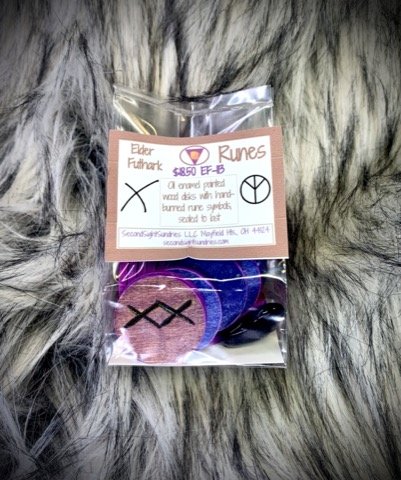 Elder
Futhark
Runes
$18.50 EF-13
Oil enamel painted
wood disks with hand-
burned rune symbols,
sealed to last
SecondSightSundries LLC Mayfield Hts., OH 44124
secondsightsundries.com